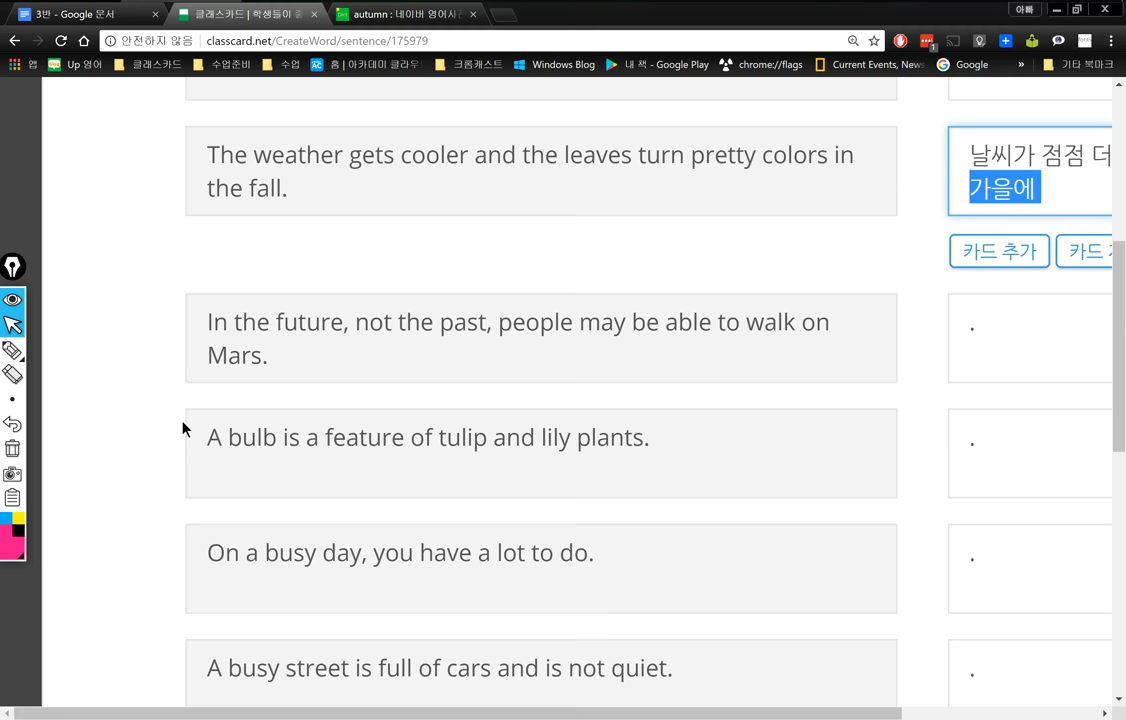 3반 - Google 문서
클래스카드 | 학생들이 줄
autumn : 네이버 영어사
아빠
안전하지 않음
classcard.net/CreateWord/sentence/175979
앱
Up 영어
클래스카드
수업준비
수업
홈 | 아카데미 클라우
크롬캐스트
Windows Blog
내 책 - Google Play
chrome://flags
Current Events, News
Google
»
기타 북마크
The weather gets cooler and the leaves turn pretty colors in
the fall.
날씨가 점점 더
가을에
카드 추가
카드
In the future, not the past, people may be able to walk on
Mars.
.
A bulb is a feature of tulip and lily plants.
.
On a busy day, you have a lot to do.
.
A busy street is full of cars and is not quiet.
.